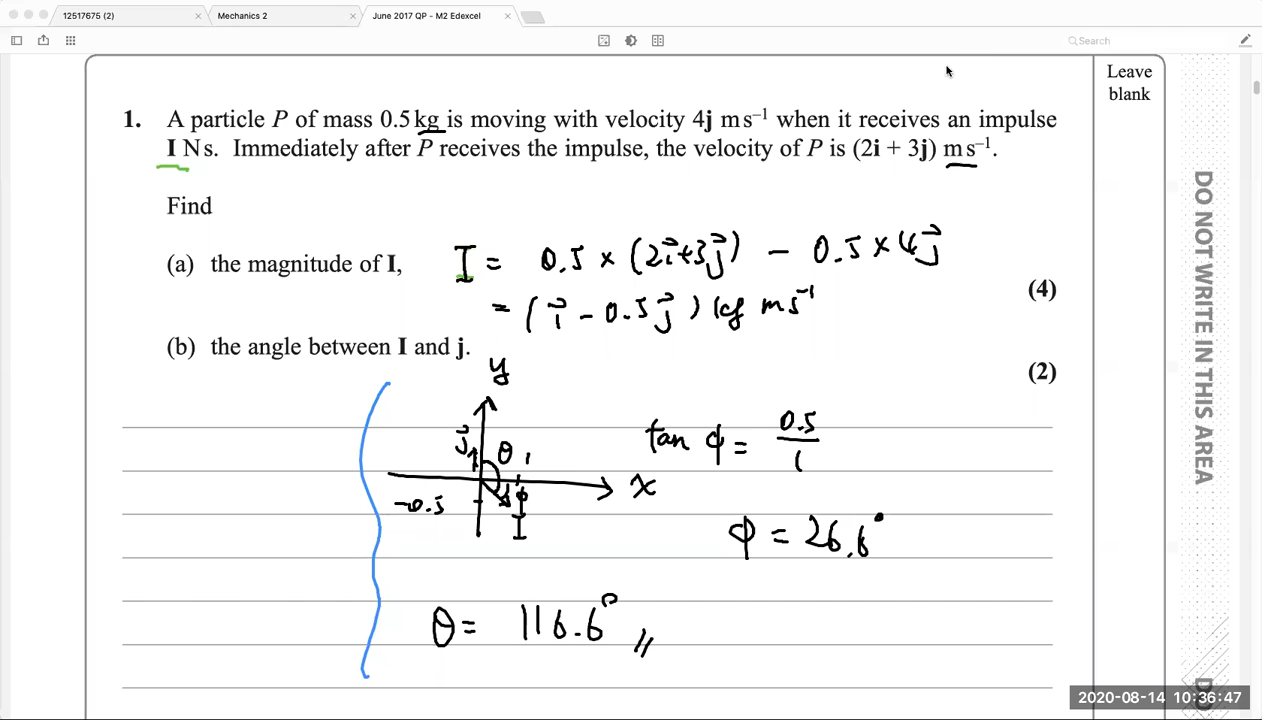 12517675 (2) × Mechanics 2 × June 2017 QP - M2 Edexcel ×
Search
Leave
blank
1. A particle P of mass 0.5 kg is moving with velocity 4j m s⁻¹ when it receives an impulse
I N s. Immediately after P receives the impulse, the velocity of P is (2i + 3j) m s⁻¹.
Find
(a) the magnitude of I,
I = 0.5 × (2i⃗+3j⃗) − 0.5 × 4j⃗
(4)
= (i⃗ − 0.5j⃗) kg ms⁻¹
(b) the angle between I and j.
(2)
y
j⃗ 1 θ 1
x
−0.5 φ
I
tan φ = 0.5/1
φ = 26.6°
θ = 116.6° //
DO NOT WRITE IN THIS AREA
DO
2020-08-14 10:36:47